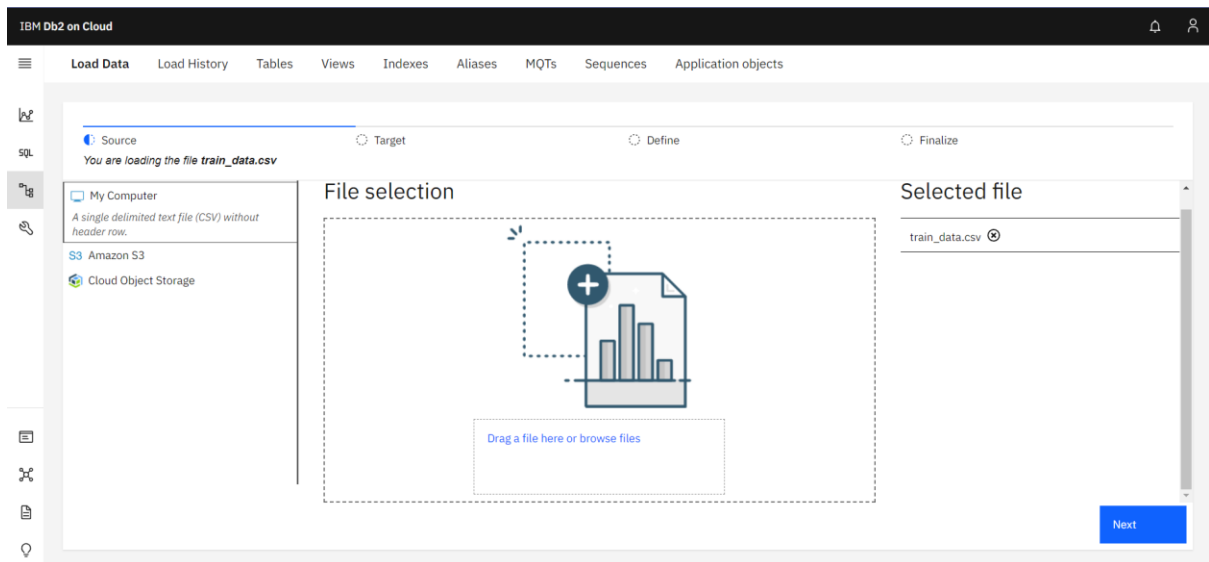 IBM Db2 on Cloud
Load Data Load History Tables Views Indexes Aliases MQTs Sequences Application objects
Source Target Define Finalize
You are loading the file train_data.csv
SQL
My Computer
A single delimited text file (CSV) without
header row.
S3 Amazon S3
Cloud Object Storage
File selection
Drag a file here or browse files
Selected file
train_data.csv
Next